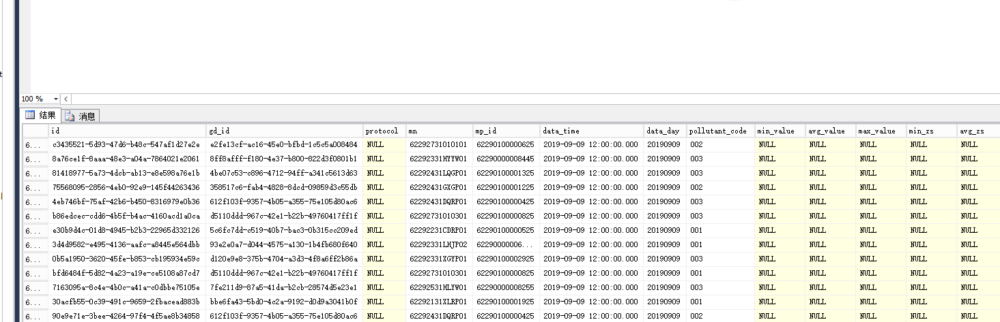 t
100 %
结果 消息
id gd_id protocol mn mp_id data_time data_day pollutant_code min_value avg_value max_value min_zs avg_zs
6... c3435521-5d93-47d6-b48c-547af1d27e2e e2fe13cf-ac16-45e0-bfbd-1c5c5a008484 NULL 62292731010101 62290100000625 2019-09-09 12:00:00.000 20190909 002 NULL NULL NULL NULL NULL
6... 8a76ce1f-8aaa-48e3-a04a-7864021e2061 8ff8afff-f180-4e37-b800-822d3f0801b1 NULL 62292331HYYW01 62290000008445 2019-09-09 12:00:00.000 20190909 003 NULL NULL NULL NULL NULL
6... 81418977-5a73-4dcb-ab13-e8e598a76e1b 4be07c53-c896-4712-94ff-a341c5613d63 NULL 62292431LQGP01 62290100001325 2019-09-09 12:00:00.000 20190909 003 NULL NULL NULL NULL NULL
6... 75568095-2856-4eb0-92e9-145f44263436 358517c6-fab4-4828-8dcd-09859d3c55db NULL 62292431GXGP01 62290100001225 2019-09-09 12:00:00.000 20190909 002 NULL NULL NULL NULL NULL
6... 4eb746bf-75af-42b6-b450-8316979e0b36 612f103f-9357-4b05-a355-75e105d80ac6 NULL 62292431DQRP01 62290100000425 2019-09-09 12:00:00.000 20190909 003 NULL NULL NULL NULL NULL
6... b86edcec-cdd6-4b5f-b4ac-4160acd1a0ca d5110ddd-967c-42e1-b22b-49760417ff1f NULL 62292731010301 62290100000825 2019-09-09 12:00:00.000 20190909 003 NULL NULL NULL NULL NULL
6... e30b9d4c-01d8-4945-b2b3-22965d332126 5c6fc7dd-c519-40b7-bac3-0b315cc209ed NULL 62292231CDRP01 62290100000525 2019-09-09 12:00:00.000 20190909 001 NULL NULL NULL NULL NULL
6... 3d4d9582-e495-4136-aafc-a8445e564dbb 93e2e0a7-d044-4575-a130-1b4fb680f640 NULL 62292331LHJP02 62290000006... 2019-09-09 12:00:00.000 20190909 001 NULL NULL NULL NULL NULL
6... 0b5a1950-3620-45fe-b853-cb195934e59c d120e9e8-375b-4704-a3d3-4f8a6ff2b86a NULL 62292331XGYP01 62290100002925 2019-09-09 12:00:00.000 20190909 003 NULL NULL NULL NULL NULL
6... bfd6484f-5d82-4a23-a19e-ce5108a87cd7 d5110ddd-967c-42e1-b22b-49760417ff1f NULL 62292731010301 62290100000825 2019-09-09 12:00:00.000 20190909 001 NULL NULL NULL NULL NULL
6... 7163095a-8c4e-4b0c-a41a-c0dbbe75105e 7fe211d9-87a5-41da-b2cb-28574d5e23e1 NULL 62292531HLYW01 62290000008255 2019-09-09 12:00:00.000 20190909 003 NULL NULL NULL NULL NULL
6... 30acfb55-0c39-491c-9659-2fbacead883b bbe6fa43-5bd0-4c2a-9192-d0d9a3041b0f NULL 62292131XLRP01 62290100001925 2019-09-09 12:00:00.000 20190909 001 NULL NULL NULL NULL NULL
6... 90e9e71e-3bee-4264-97f4-4f5ae8b34858 612f103f-9357-4b05-a355-75e105d80ac6 NULL 62292431DQRP01 62290100000425 2019-09-09 12:00:00.000 20190909 002 NULL NULL NULL NULL NULL